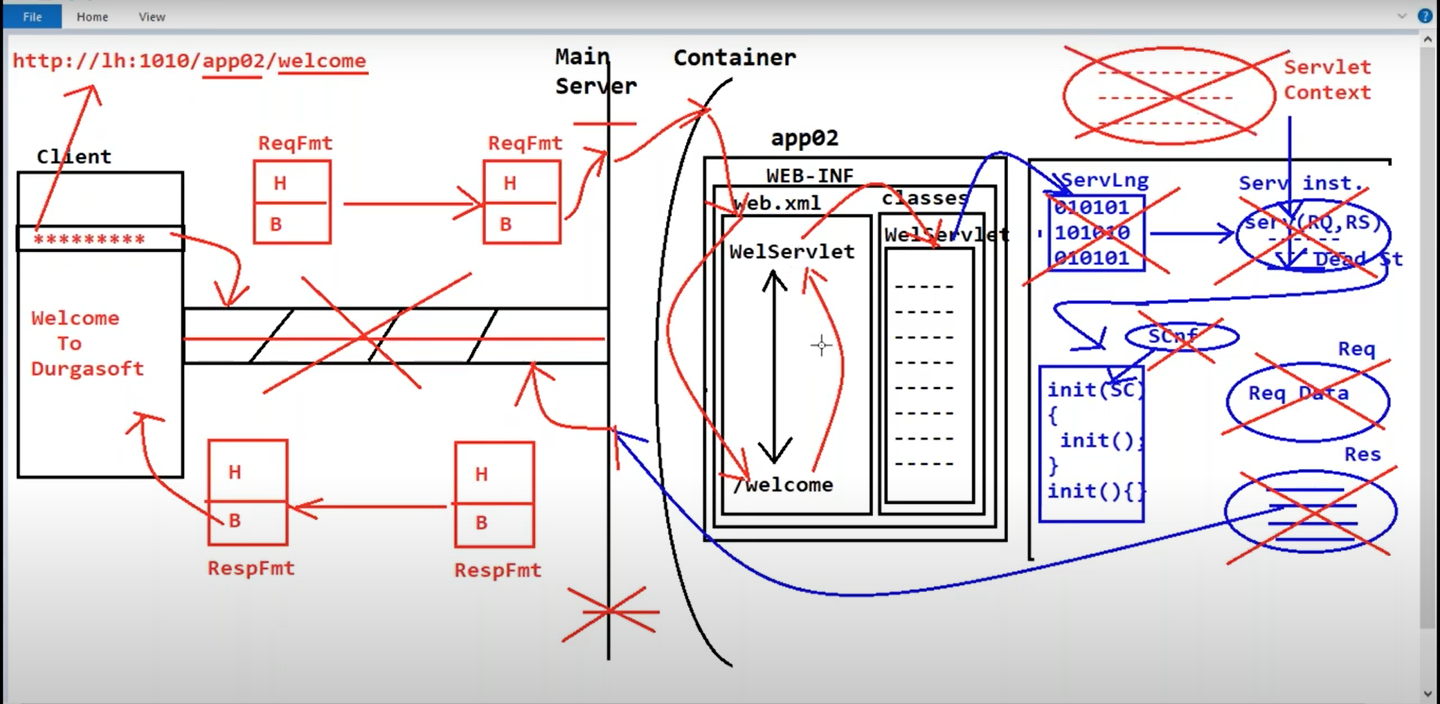 File Home View
http://lh:1010/app02/welcome
Main
Server
Container
Servlet
Context
Client
*********
Welcome
To
Durgasoft
ReqFmt
H
B
ReqFmt
H
B
H
B
RespFmt
H
B
RespFmt
app02
WEB-INF
web.xml
WelServlet
/welcome
classes
WelServlet
ServLng
010101
101010
010101
Serv inst.
serv(RQ,RS)
Dead St
SCnf
init(SC)
{
init();
}
init(){}
Req
Req Data
Res